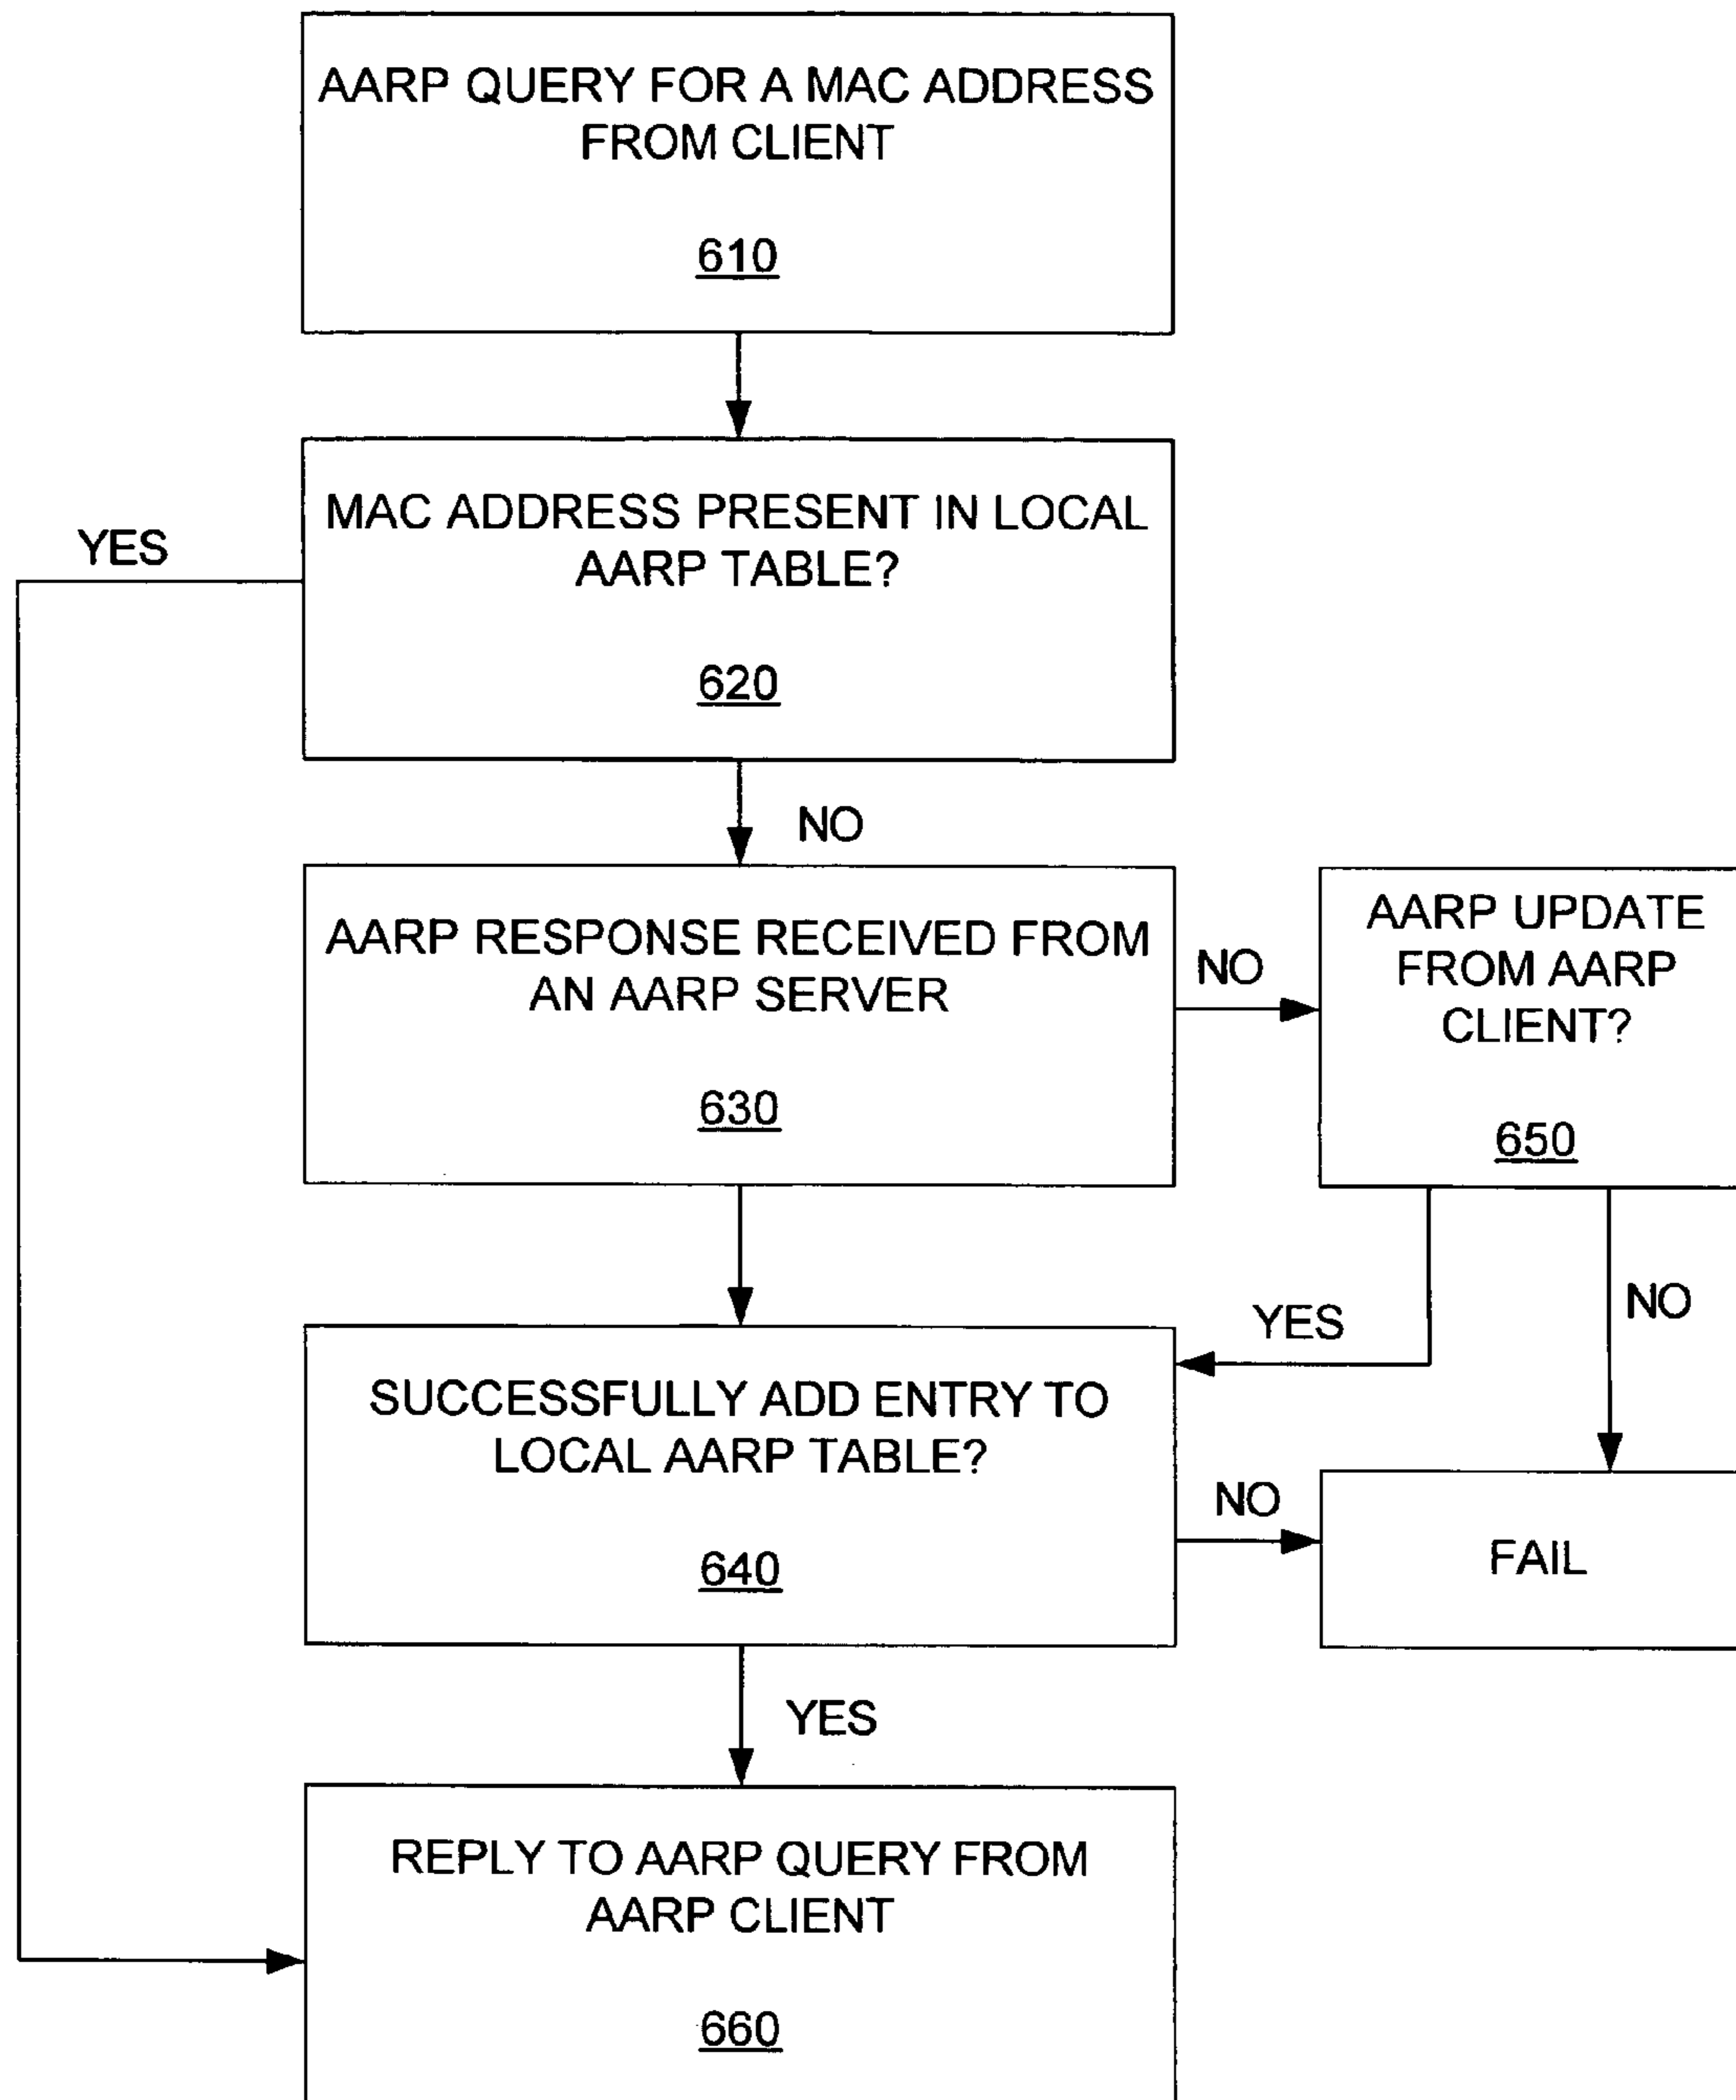 AARP QUERY FOR A MAC ADDRESS
FROM CLIENT
610
MAC ADDRESS PRESENT IN LOCAL
AARP TABLE?
620
YES
NO
AARP RESPONSE RECEIVED FROM
AN AARP SERVER
630
NO
AARP UPDATE
FROM AARP
CLIENT?
650
YES
NO
SUCCESSFULLY ADD ENTRY TO
LOCAL AARP TABLE?
640
NO
FAIL
YES
REPLY TO AARP QUERY FROM
AARP CLIENT
660